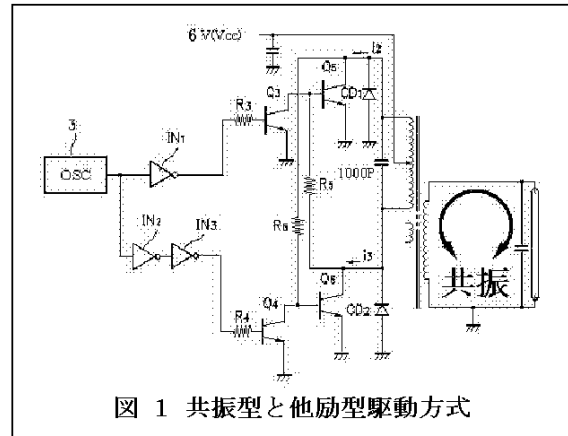 6 V(Vcc)
i2
Q5
Q3
CD1
R3
3
IN1
OSC
1000P
R5
IN2
IN3
R6
i3
共振
Q6
Q4
CD2
R4
図 1 共振型と他励型駆動方式